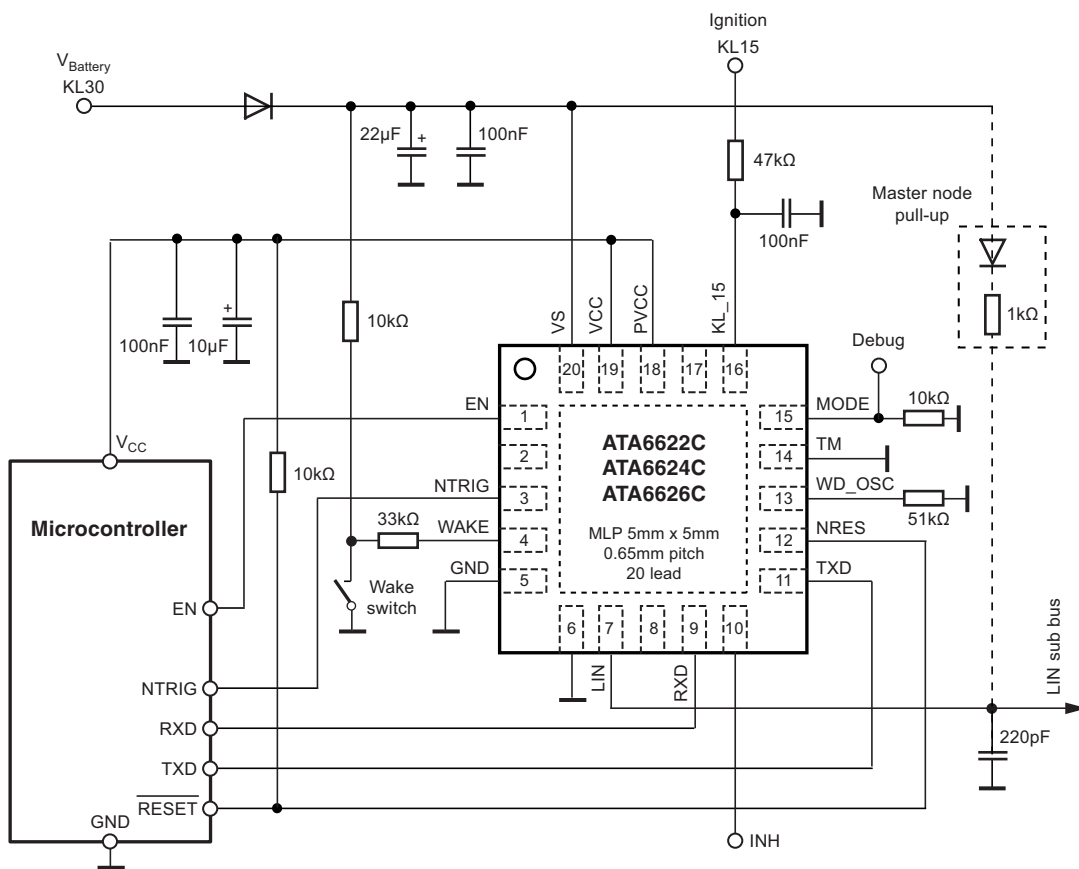 Ignition
KL15
V_Battery
KL30
22µF
+
100nF
47kΩ
Master node
pull-up
100nF
+
100nF
10µF
10kΩ
VS
VCC
PVCC
KL_15
1kΩ
Debug
20
19
18
17
16
EN
1
15
MODE
10kΩ
ATA6622C
ATA6624C
ATA6626C
2
14
TM
V_CC
10kΩ
NTRIG
3
13
WD_OSC
51kΩ
Microcontroller
33kΩ
WAKE
4
MLP 5mm x 5mm
0.65mm pitch
20 lead
12
NRES
GND
5
11
TXD
Wake
switch
EN
6
7
8
9
10
LIN
RXD
LIN sub bus
NTRIG
RXD
220pF
TXD
RESET
GND
INH